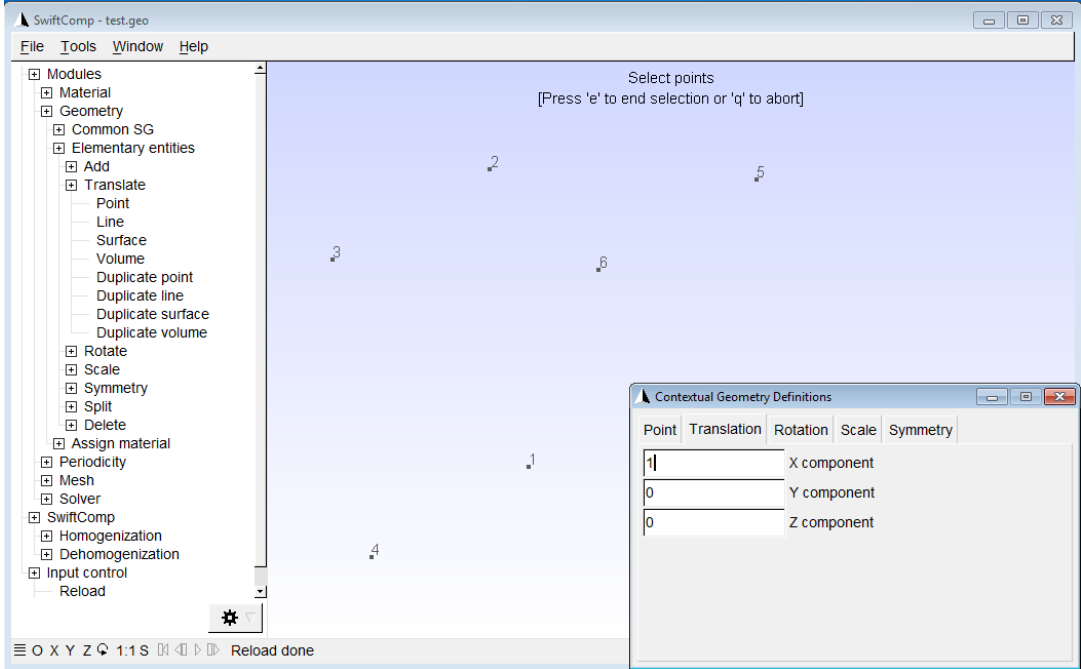 SwiftComp - test.geo
File Tools Window Help
Modules
Material
Geometry
Common SG
Elementary entities
Add
Translate
Point
Line
Surface
Volume
Duplicate point
Duplicate line
Duplicate surface
Duplicate volume
Rotate
Scale
Symmetry
Split
Delete
Assign material
Periodicity
Mesh
Solver
SwiftComp
Homogenization
Dehomogenization
Input control
Reload
Select points
[Press 'e' to end selection or 'q' to abort]
2
5
3
6
1
4
Contextual Geometry Definitions
Point Translation Rotation Scale Symmetry
1 X component
0 Y component
0 Z component
O X Y Z 1:1 S Reload done